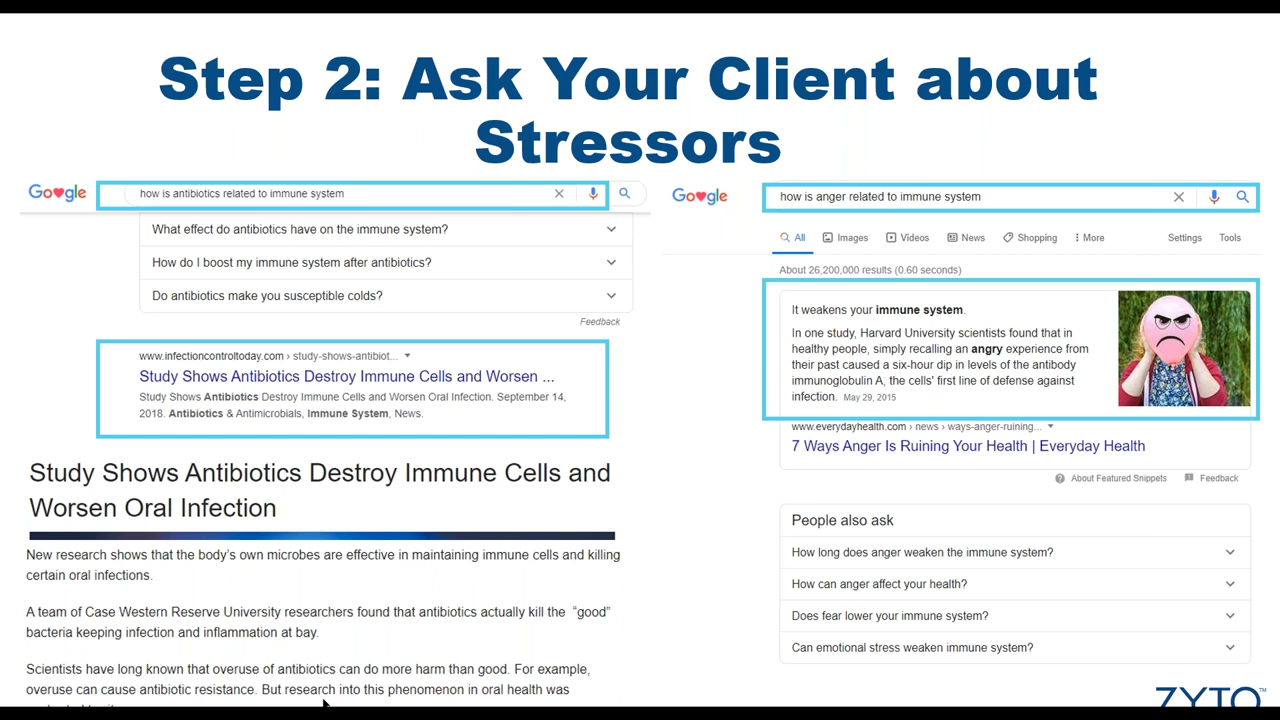 Step 2: Ask Your Client about
Stressors
Google
how is antibiotics related to immune system
What effect do antibiotics have on the immune system?
How do I boost my immune system after antibiotics?
Do antibiotics make you susceptible colds?
Feedback
www.infectioncontroltoday.com › study-shows-antibiot...
Study Shows Antibiotics Destroy Immune Cells and Worsen ...
Study Shows Antibiotics Destroy Immune Cells and Worsen Oral Infection. September 14,
2018. Antibiotics & Antimicrobials, Immune System, News.
Study Shows Antibiotics Destroy Immune Cells and
Worsen Oral Infection
New research shows that the body's own microbes are effective in maintaining immune cells and killing
certain oral infections.
A team of Case Western Reserve University researchers found that antibiotics actually kill the “good”
bacteria keeping infection and inflammation at bay.
Scientists have long known that overuse of antibiotics can do more harm than good. For example,
overuse can cause antibiotic resistance. But research into this phenomenon in oral health was
Google
how is anger related to immune system
All Images Videos News Shopping More Settings Tools
About 26,200,000 results (0.60 seconds)
It weakens your immune system.
In one study, Harvard University scientists found that in
healthy people, simply recalling an angry experience from
their past caused a six-hour dip in levels of the antibody
immunoglobulin A, the cells' first line of defense against
infection. May 29, 2015
www.everydayhealth.com › news › ways-anger-ruining...
7 Ways Anger Is Ruining Your Health | Everyday Health
About Featured Snippets Feedback
People also ask
How long does anger weaken the immune system?
How can anger affect your health?
Does fear lower your immune system?
Can emotional stress weaken immune system?
ZYTO™